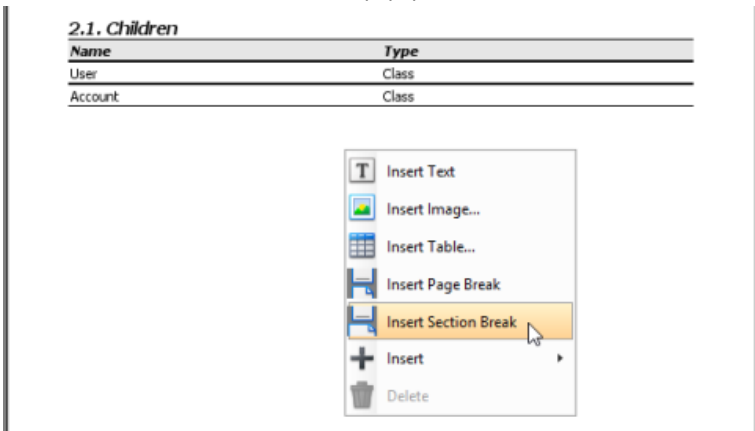 2.1. Children
Name Type
User Class
Account Class
Insert Text
Insert Image...
Insert Table...
Insert Page Break
Insert Section Break
Insert
Delete